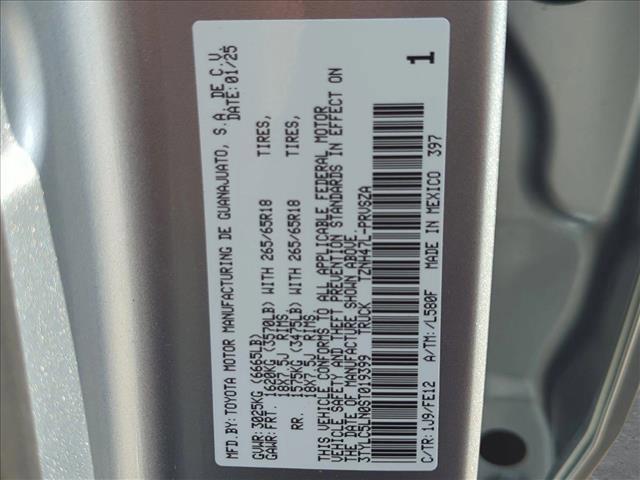 MFD.BY: TOYOTA MOTOR MANUFACTURING DE GUANAJUATO, S.A. DE C.V.
DATE: 01/25
GVWR: 3025KG (6665LB)
GAWR: FRT. 1620KG (3570LB) WITH 265/65R18 TIRES,
18X7.5J RIMS,
RR. 1575KG (3475LB) WITH 265/65R18 TIRES,
18X7.5J RIMS.
THIS VEHICLE CONFORMS TO ALL APPLICABLE FEDERAL MOTOR
VEHICLE SAFETY AND THEFT PREVENTION STANDARDS IN EFFECT ON
THE DATE OF MANUFACTURE SHOWN ABOVE.
3TYLC5LN0ST019399 TRUCK TZNH47L-PRVSZA
C/TR: 1J9/FE12 A/TM: /L580F MADE IN MEXICO 397
1